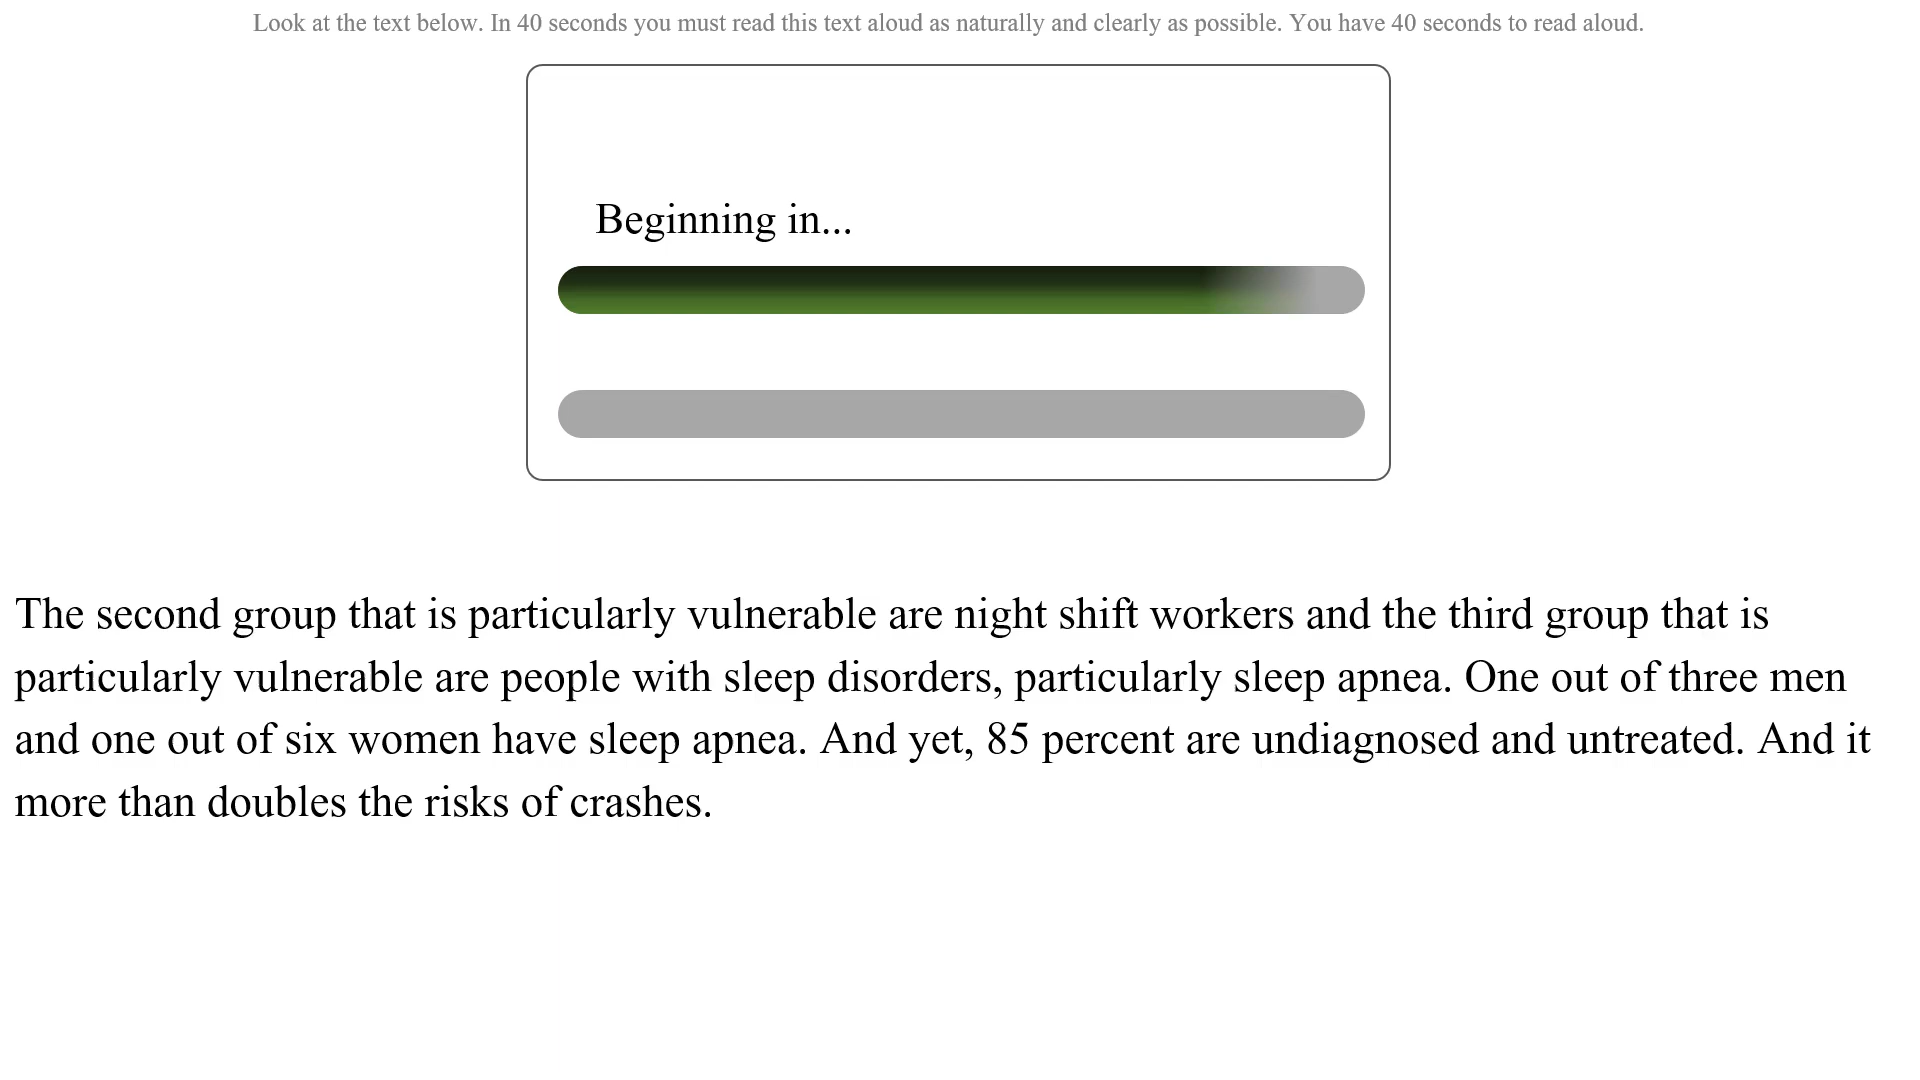 Look at the text below. In 40 seconds you must read this text aloud as naturally and clearly as possible. You have 40 seconds to read aloud.
Beginning in...
The second group that is particularly vulnerable are night shift workers and the third group that is
particularly vulnerable are people with sleep disorders, particularly sleep apnea. One out of three men
and one out of six women have sleep apnea. And yet, 85 percent are undiagnosed and untreated. And it
more than doubles the risks of crashes.